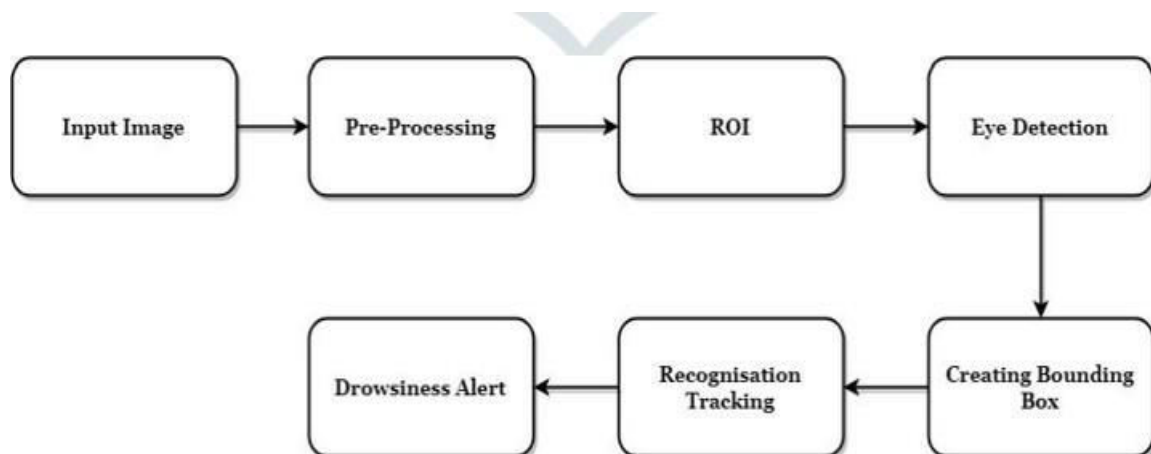 Input Image
Pre-Processing
ROI
Eye Detection
Creating Bounding
Box
Recognisation
Tracking
Drowsiness Alert